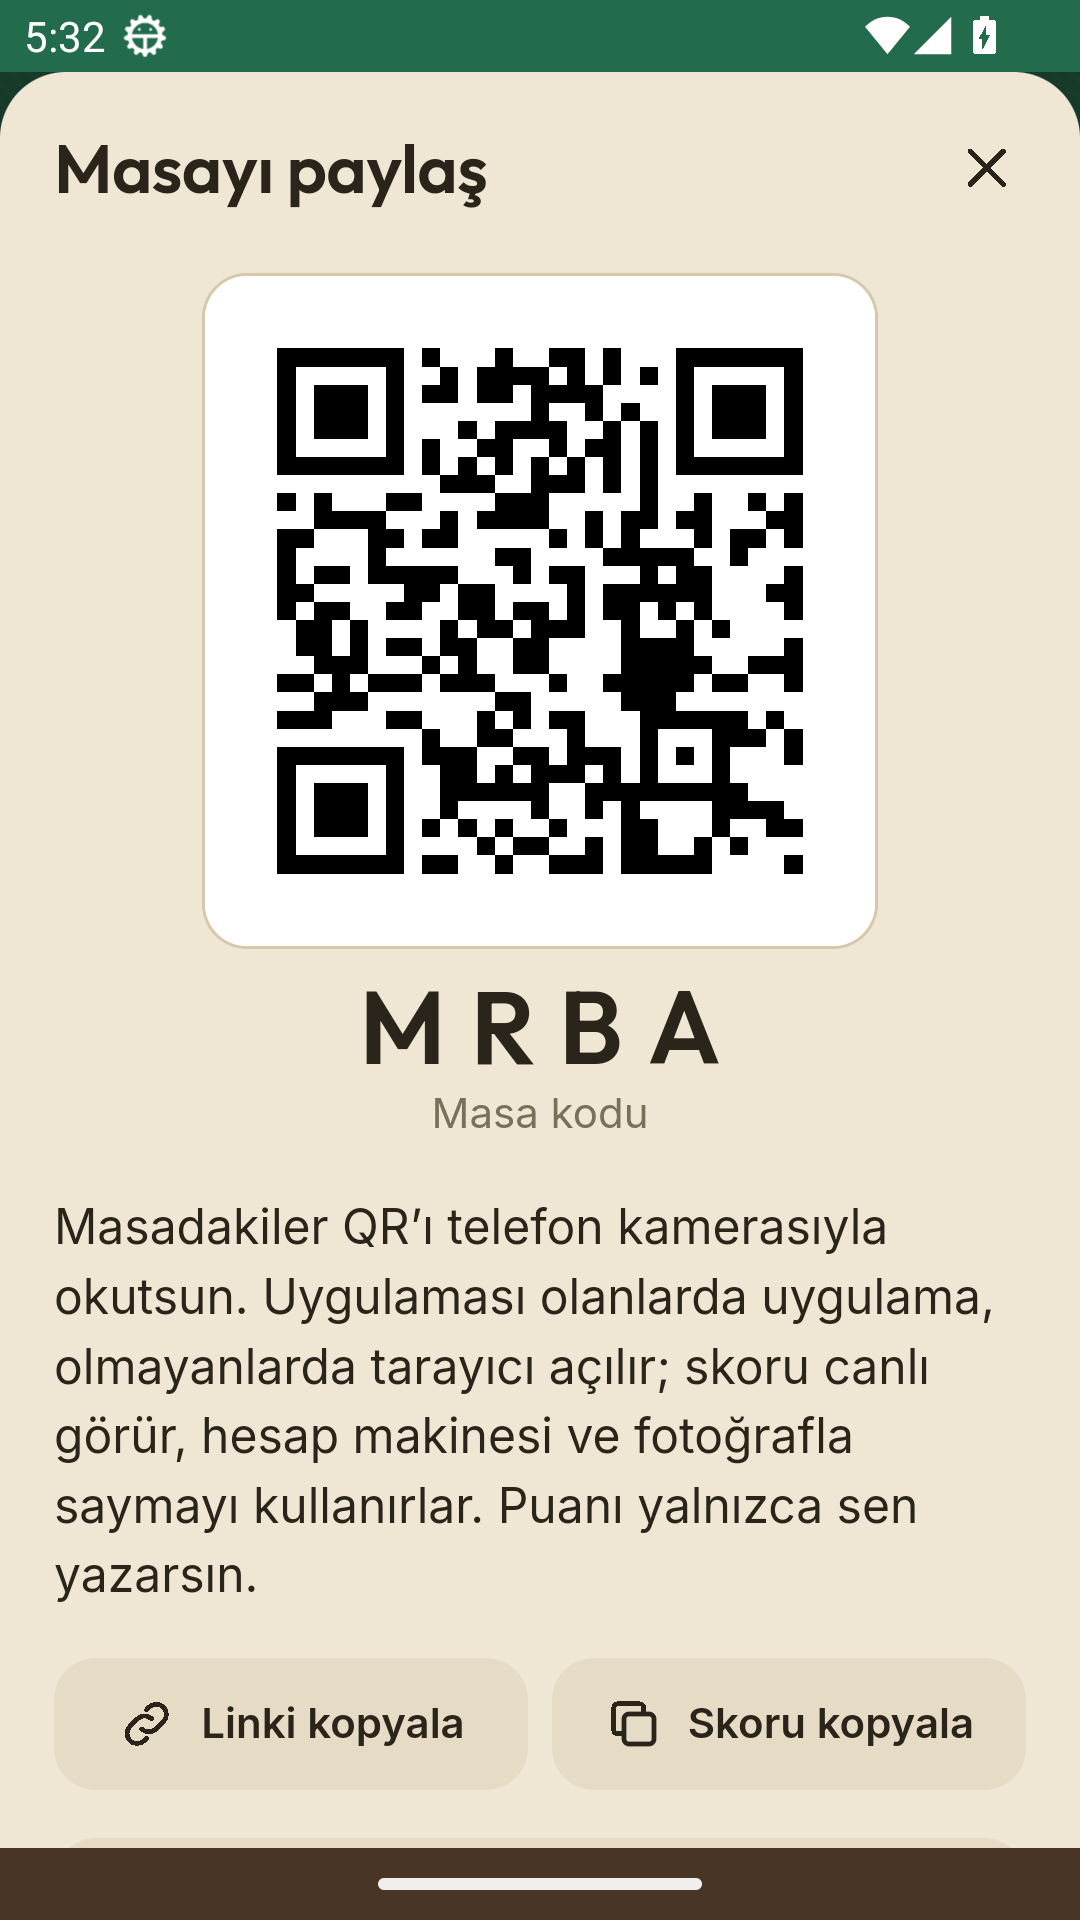 5:32
Masayı paylaş
MRBA
Masa kodu
Masadakiler QR’ı telefon kamerasıyla
okutsun. Uygulaması olanlarda uygulama,
olmayanlarda tarayıcı açılır; skoru canlı
görür, hesap makinesi ve fotoğrafla
saymayı kullanırlar. Puanı yalnızca sen
yazarsın.
Linki kopyala
Skoru kopyala